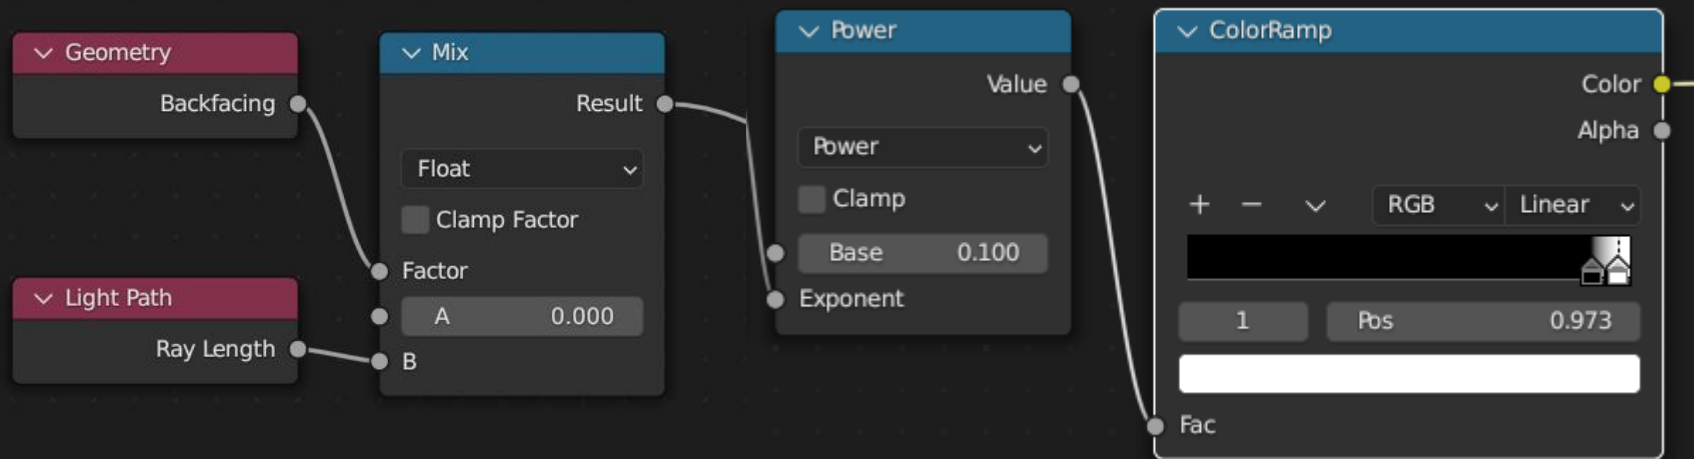 Geometry
Backfacing
Light Path
Ray Length
Mix
Result
Float
Clamp Factor
Factor
A 0.000
B
Power
Value
Power
Clamp
Base 0.100
Exponent
ColorRamp
Color
Alpha
RGB Linear
1 Pos 0.973
Fac